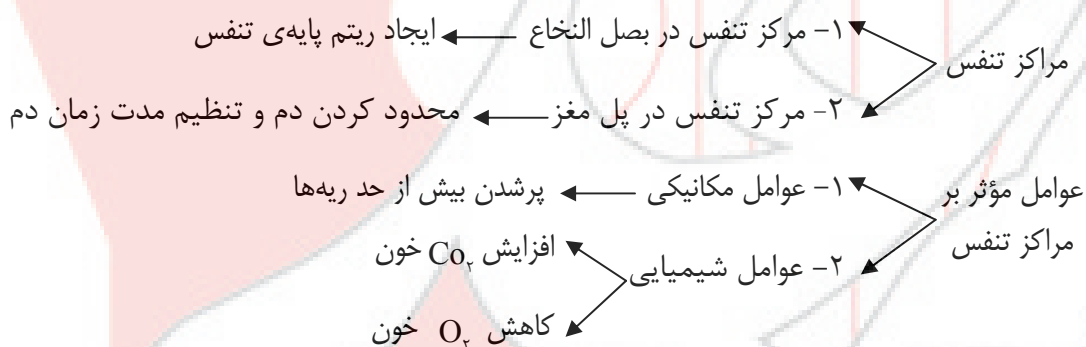 ۱- مرکز تنفس در بصل النخاع ← ایجاد ریتم پایه‌ی تنفس
مراکز تنفس
۲- مرکز تنفس در پل مغز ← محدود کردن دم و تنظیم مدت زمان دم
عوامل مؤثر بر مراکز تنفس
۱- عوامل مکانیکی ← پرشدن بیش از حد ریه‌ها
۲- عوامل شیمیایی
افزایش Co₂ خون
کاهش O₂ خون